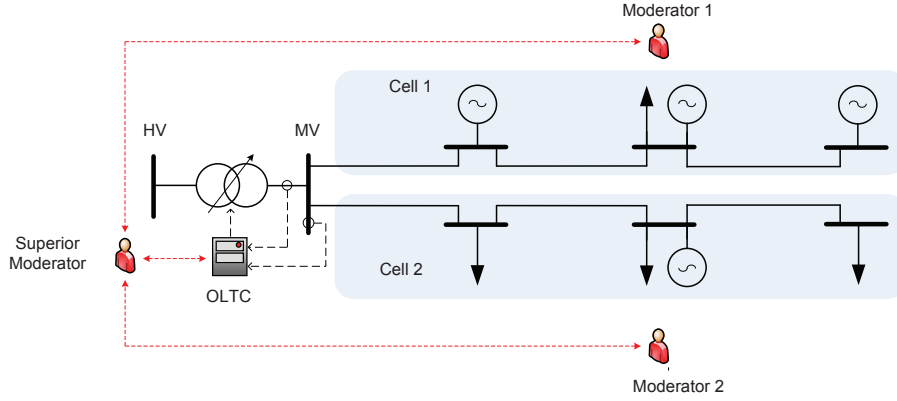 Moderator 1
Cell 1
HV
MV
Superior
Moderator
OLTC
Cell 2
Moderator 2